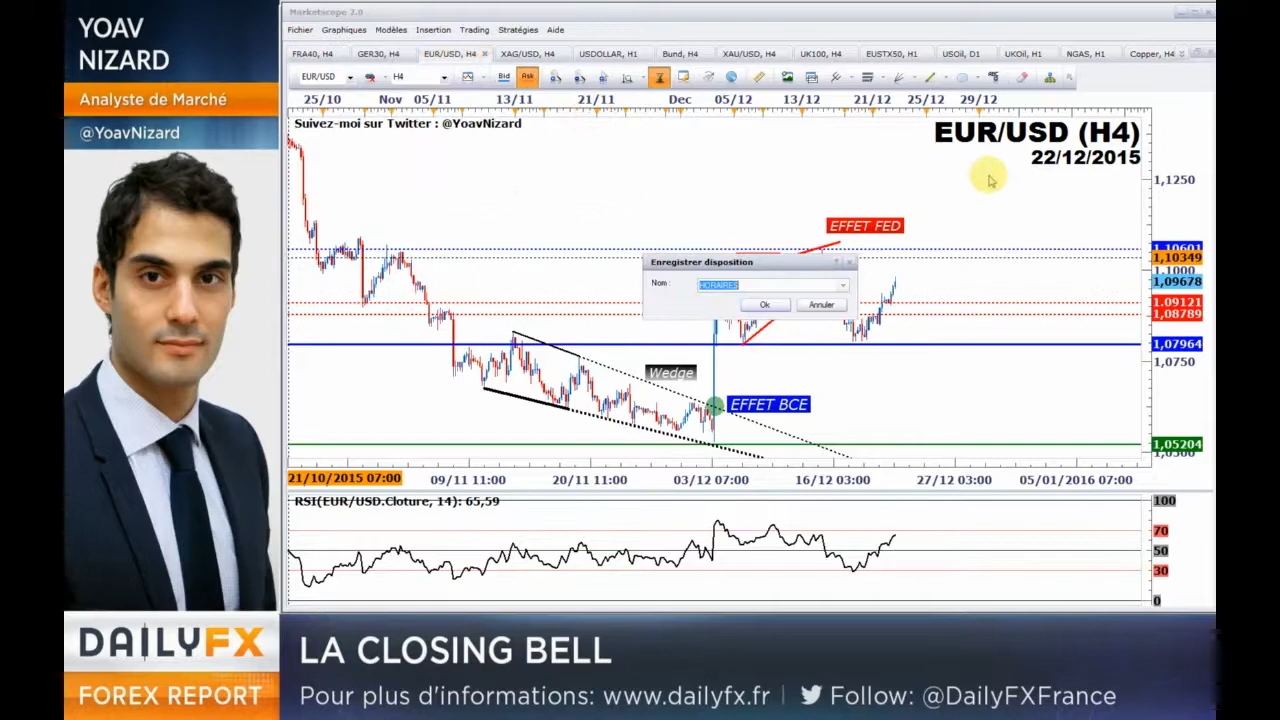 YOAV
NIZARD
Analyste de Marché
@YoavNizard
Marketscope 2.0
Fichier Graphiques Modèles Insertion Trading Stratégies Aide
FRA40, H4 GER30, H4 EUR/USD, H4 XAG/USD, H4 USDOLLAR, H1 Bund, H4 XAU/USD, H4 UK100, H4 EUSTX50, H1 USOil, D1 UKOil, H1 NGAS, H1 Copper, H4
EUR/USD H4 Bid Ask
25/10 Nov 05/11 13/11 21/11 Dec 05/12 13/12 21/12 25/12 29/12
Suivez-moi sur Twitter : @YoavNizard
EUR/USD (H4)
22/12/2015
1,1250
EFFET FED
1,10601
1,10349
1,1000
1,09678
1,09121
1,08789
1,07964
1,0750
1,05204
1,0500
Enregistrer disposition
Nom : HORAIRES
Ok Annuler
Wedge
EFFET BCE
21/10/2015 07:00 09/11 11:00 20/11 11:00 03/12 07:00 16/12 03:00 27/12 03:00 05/01/2016 07:00
RSI(EUR/USD.Cloture, 14): 65,59
100
70
50
30
0
DAILYFX
FOREX REPORT
LA CLOSING BELL
Pour plus d'informations: www.dailyfx.fr | Follow: @DailyFXFrance